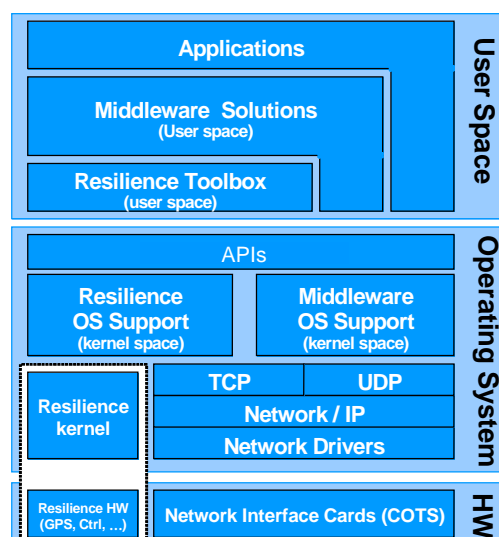 Applications
Middleware Solutions
(User space)
Resilience Toolbox
(user space)
User Space
APIs
Resilience
OS Support
(kernel space)
Middleware
OS Support
(kernel space)
Operating System
Resilience
kernel
TCP
UDP
Network / IP
Network Drivers
Resilience HW
(GPS, Ctrl, ...)
Network Interface Cards (COTS)
HW